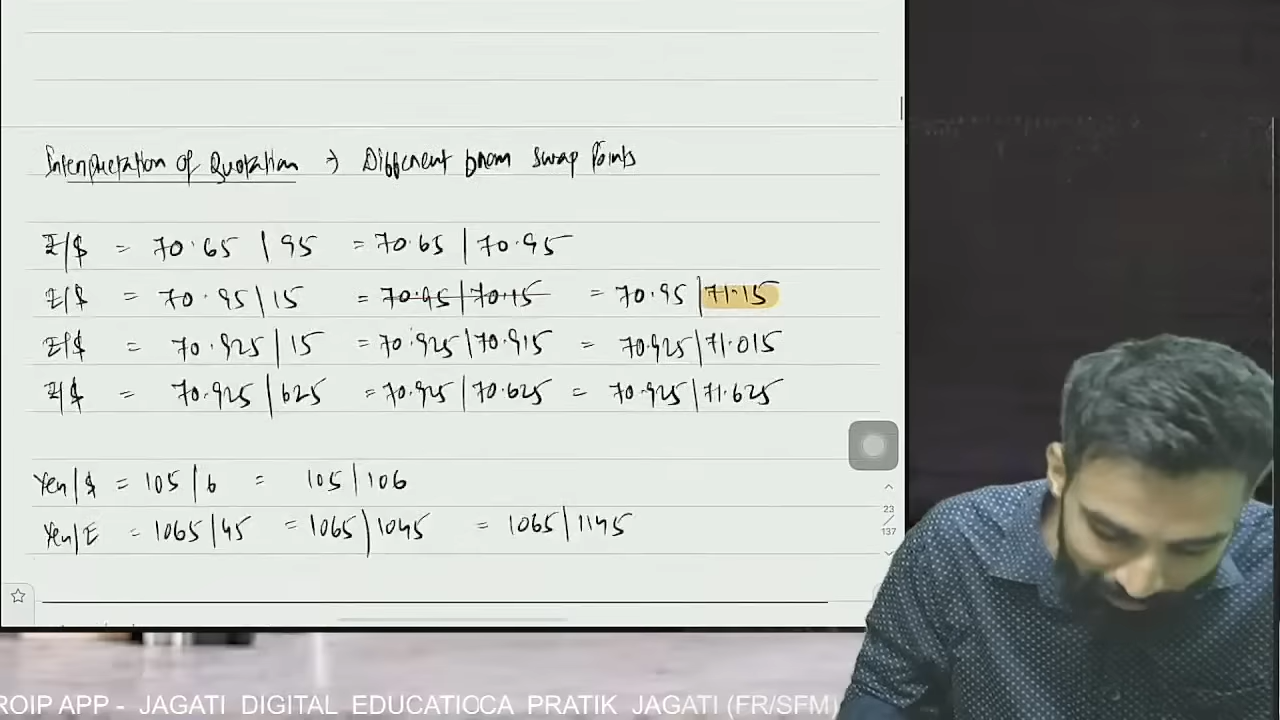 Interpretation of Quotation → Different from Swap Points
₹/$ = 70.65 | 95 = 70.65 | 70.95
₹/$ = 70.95 | 15 = 70.95 | 70.15 = 70.95 | 71.15
₹/$ = 70.925 | 15 = 70.925 | 70.915 = 70.925 | 71.015
₹/$ = 70.925 | 625 = 70.925 | 70.625 = 70.925 | 71.625
Yen/$ = 105 | 6 = 105 | 106
Yen/£ = 1065 | 45 = 1065 | 1045 = 1065 | 1145
23
/
137
ROIP APP - JAGATI DIGITAL EDUCATIOCA PRATIK JAGATI (FR/SFM)